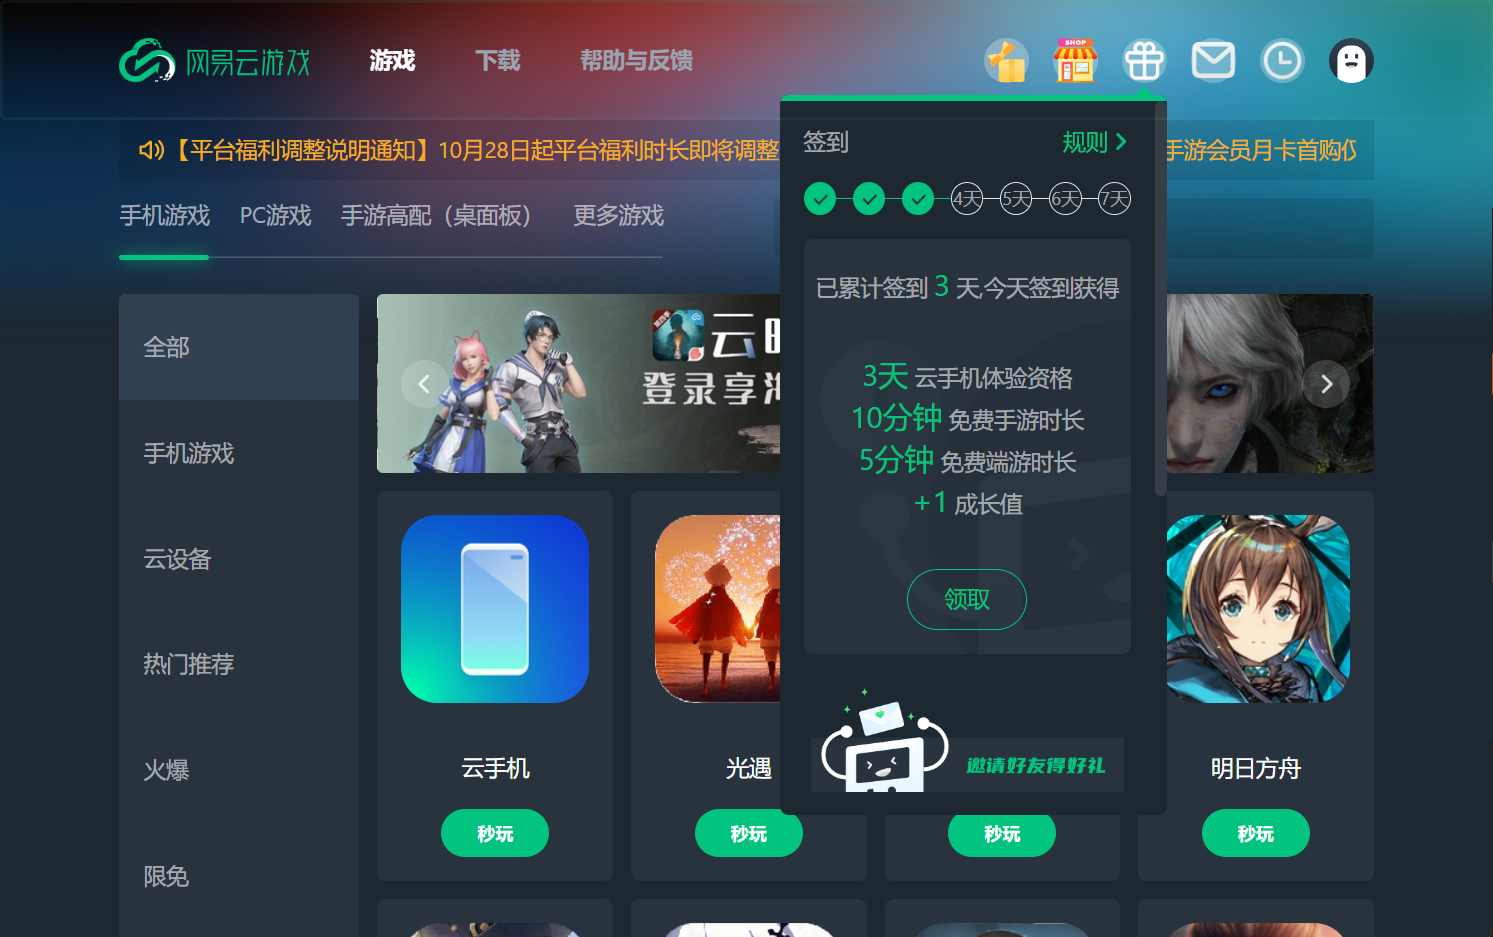 网易云游戏
游戏
下载
帮助与反馈
SHOP
【平台福利调整说明通知】10月28日起平台福利时长即将调整
手游会员月卡首购仅
手机游戏
PC游戏
手游高配（桌面板）
更多游戏
签到
规则
4天
5天
6天
7天
已累计签到 3 天,今天签到获得
3天 云手机体验资格
10分钟 免费手游时长
5分钟 免费端游时长
+1 成长值
领取
邀请好友得好礼
全部
手机游戏
云设备
热门推荐
火爆
限免
第四季
登录享
云手机
秒玩
光遇
秒玩
秒玩
明日方舟
秒玩